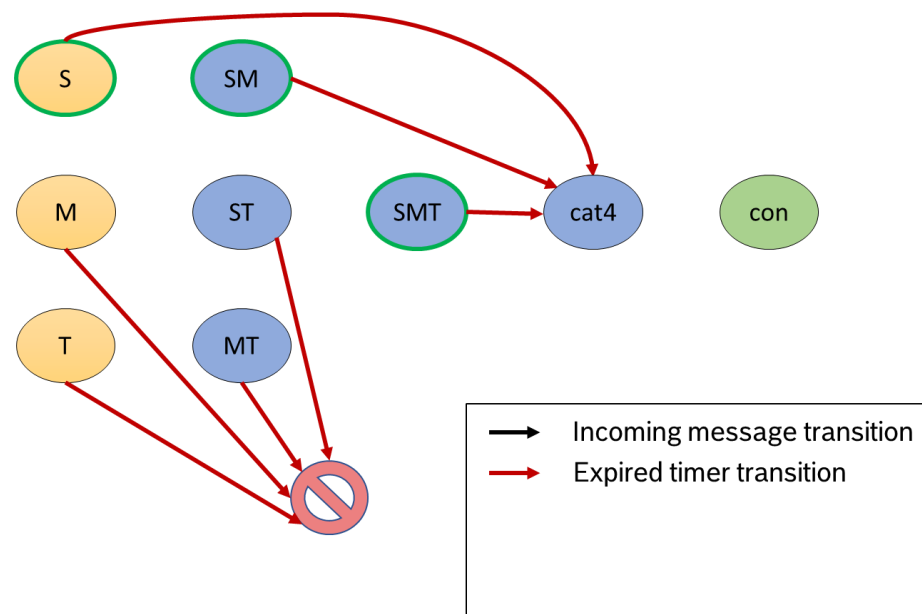 S
SM
M
ST
SMT
cat4
con
T
MT
Incoming message transition
Expired timer transition